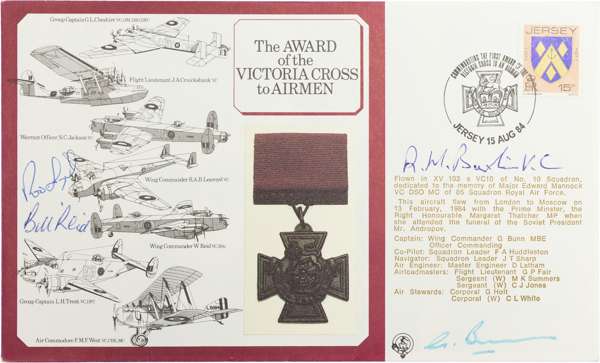 Group Captain G.L.Cheshire VC,OM,DSO,DFC
Flight Lieutenant J.A.Cruickshank VC
Warrant Officer N.C.Jackson VC
Wing Commander R.A.B.Learoyd VC
Bill Reid
Wing Commander W.Reid VC,BSc
Group Captain L.H.Trent VC,DFC
Air Commodore F.M.F.West VC,CBE,MC
The AWARD
of the
VICTORIA CROSS
to AIRMEN
COMMEMORATING THE FIRST AWARD OF THE
VICTORIA CROSS TO AN AIRMAN
JERSEY 15 AUG 84
JERSEY
15p
Flown in XV 103 a VC10 of No. 10 Squadron,
dedicated to the memory of Major Edward Mannock
VC DSO MC of 85 Squadron Royal Air Force.
This aircraft flew from London to Moscow on
13 February, 1984 with the Prime Minster, the
Right Honourable Margaret Thatcher MP when
she attended the funeral of the Soviet President
Mr. Andropov.
Captain: Wing Commander G Bunn MBE
Officer Commanding
Co-Pilot: Squadron Leader F A Huddleston
Navigator: Squadron Leader J T Sharp
Air Engineer: Master Engineer D Latham
Airloadmasters: Flight Lieutenant G P Fair
Sergeant (W) M K Summers
Sergeant (W) C J Jones
Air Stewards: Corporal G Holt
Corporal (W) C L White